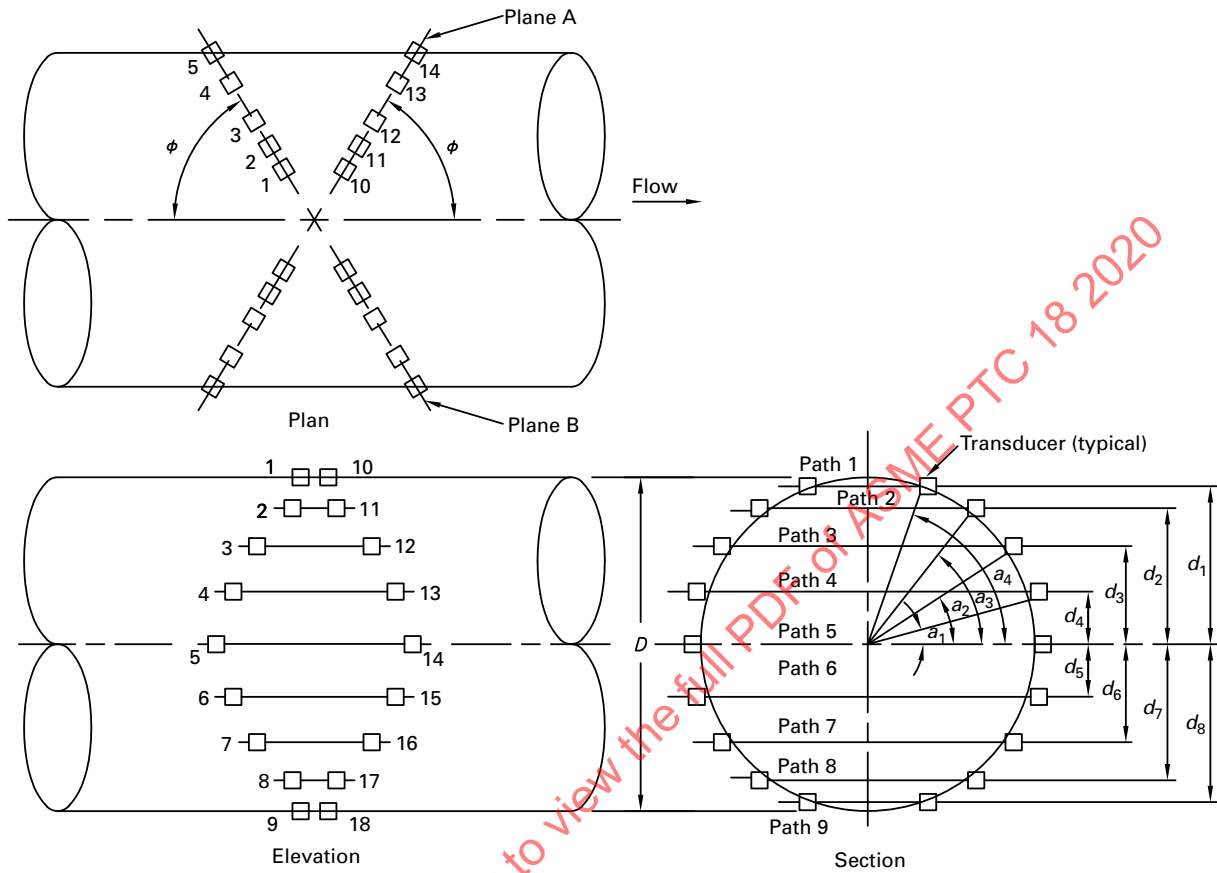 Plane A
5
4
3
2
1
14
13
12
11
10
ϕ
ϕ
Flow
Plan
Plane B
1
10
2
11
3
12
4
13
5
14
6
15
7
16
8
17
9
18
Elevation
D
Transducer (typical)
Path 1
Path 2
Path 3
Path 4
Path 5
Path 6
Path 7
Path 8
Path 9
a4
a3
a2
a1
d1
d2
d3
d4
d5
d6
d7
d8
Section
to view the full PDF of ASME PTC 18 2020